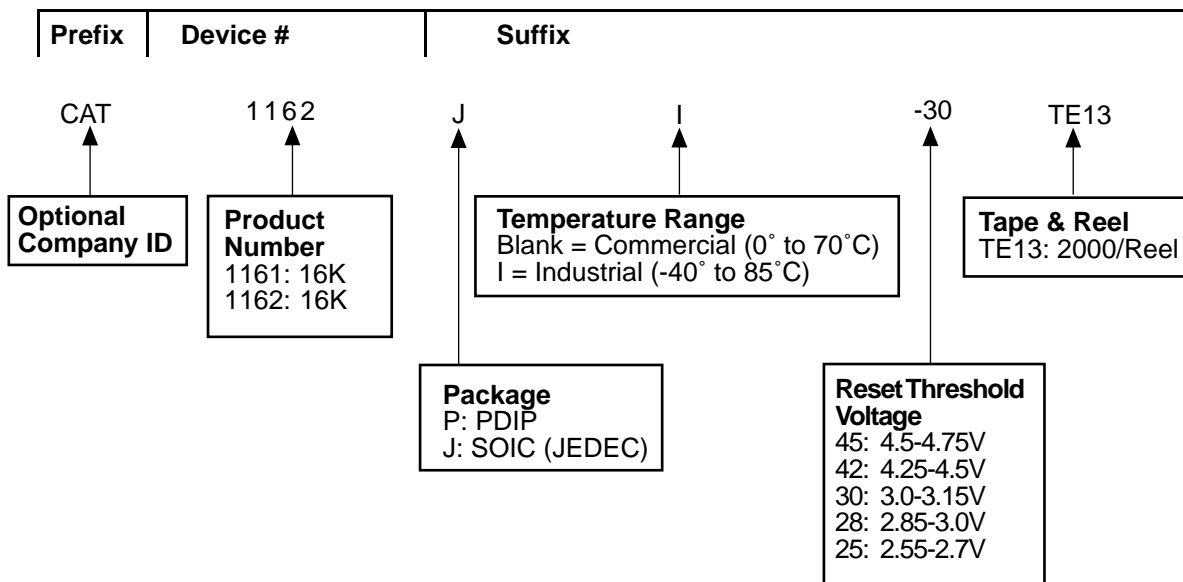 Prefix Device # Suffix
CAT 1162 J I -30 TE13
Optional
Company ID
Product
Number
1161: 16K
1162: 16K
Temperature Range
Blank = Commercial (0˚ to 70˚C)
I = Industrial (-40˚ to 85˚C)
Tape & Reel
TE13: 2000/Reel
Package
P: PDIP
J: SOIC (JEDEC)
Reset Threshold
Voltage
45: 4.5-4.75V
42: 4.25-4.5V
30: 3.0-3.15V
28: 2.85-3.0V
25: 2.55-2.7V